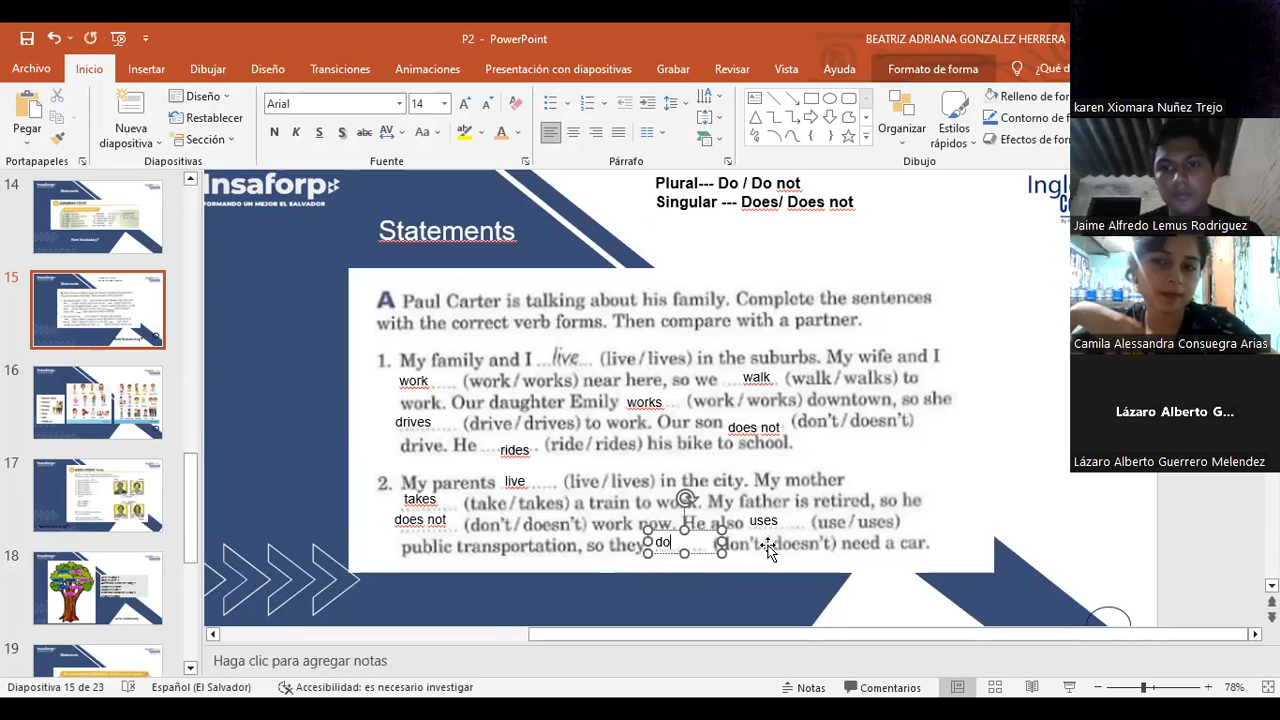 P2 - PowerPoint
BEATRIZ ADRIANA GONZALEZ HERRERA
Archivo Inicio Insertar Dibujar Diseño Transiciones Animaciones Presentación con diapositivas Grabar Revisar Vista Ayuda Formato de forma ¿Qué d
Pegar
Nueva diapositiva
Diseño
Restablecer
Sección
Arial 14
N K S S abc AV Aa
Organizar
Estilos rápidos
Relleno de for
Contorno de f
Efectos de form
Portapapeles Diapositivas Fuente Párrafo Dibujo
14
15
16
17
18
19
Insaforp
FORMANDO UN MEJOR EL SALVADOR
Plural--- Do / Do not
Singular --- Does/ Does not
Statements
A Paul Carter is talking about his family. Complete the sentences
with the correct verb forms. Then compare with a partner.
1. My family and I ...live... (live/lives) in the suburbs. My wife and I
work ..... (work/works) near here, so we walk (walk/walks) to
work. Our daughter Emily works ... (work/works) downtown, so she
drives (drive/drives) to work. Our son does not (don't/doesn't)
drive. He ... rides .. (ride/rides) his bike to school.
2. My parents live ...... (live/lives) in the city. My mother
takes (take/takes) a train to work. My father is retired, so he
does not (don't/doesn't) work now. He also uses .... (use/uses)
public transportation, so they do .... (don't/doesn't) need a car.
Haga clic para agregar notas
Diapositiva 15 de 23 Español (El Salvador) Accesibilidad: es necesario investigar Notas Comentarios 78%
karen Xiomara Nuñez Trejo
Jaime Alfredo Lemus Rodriguez
Camila Alessandra Consuegra Arias
Lázaro Alberto G...
Lázaro Alberto Guerrero Melendez